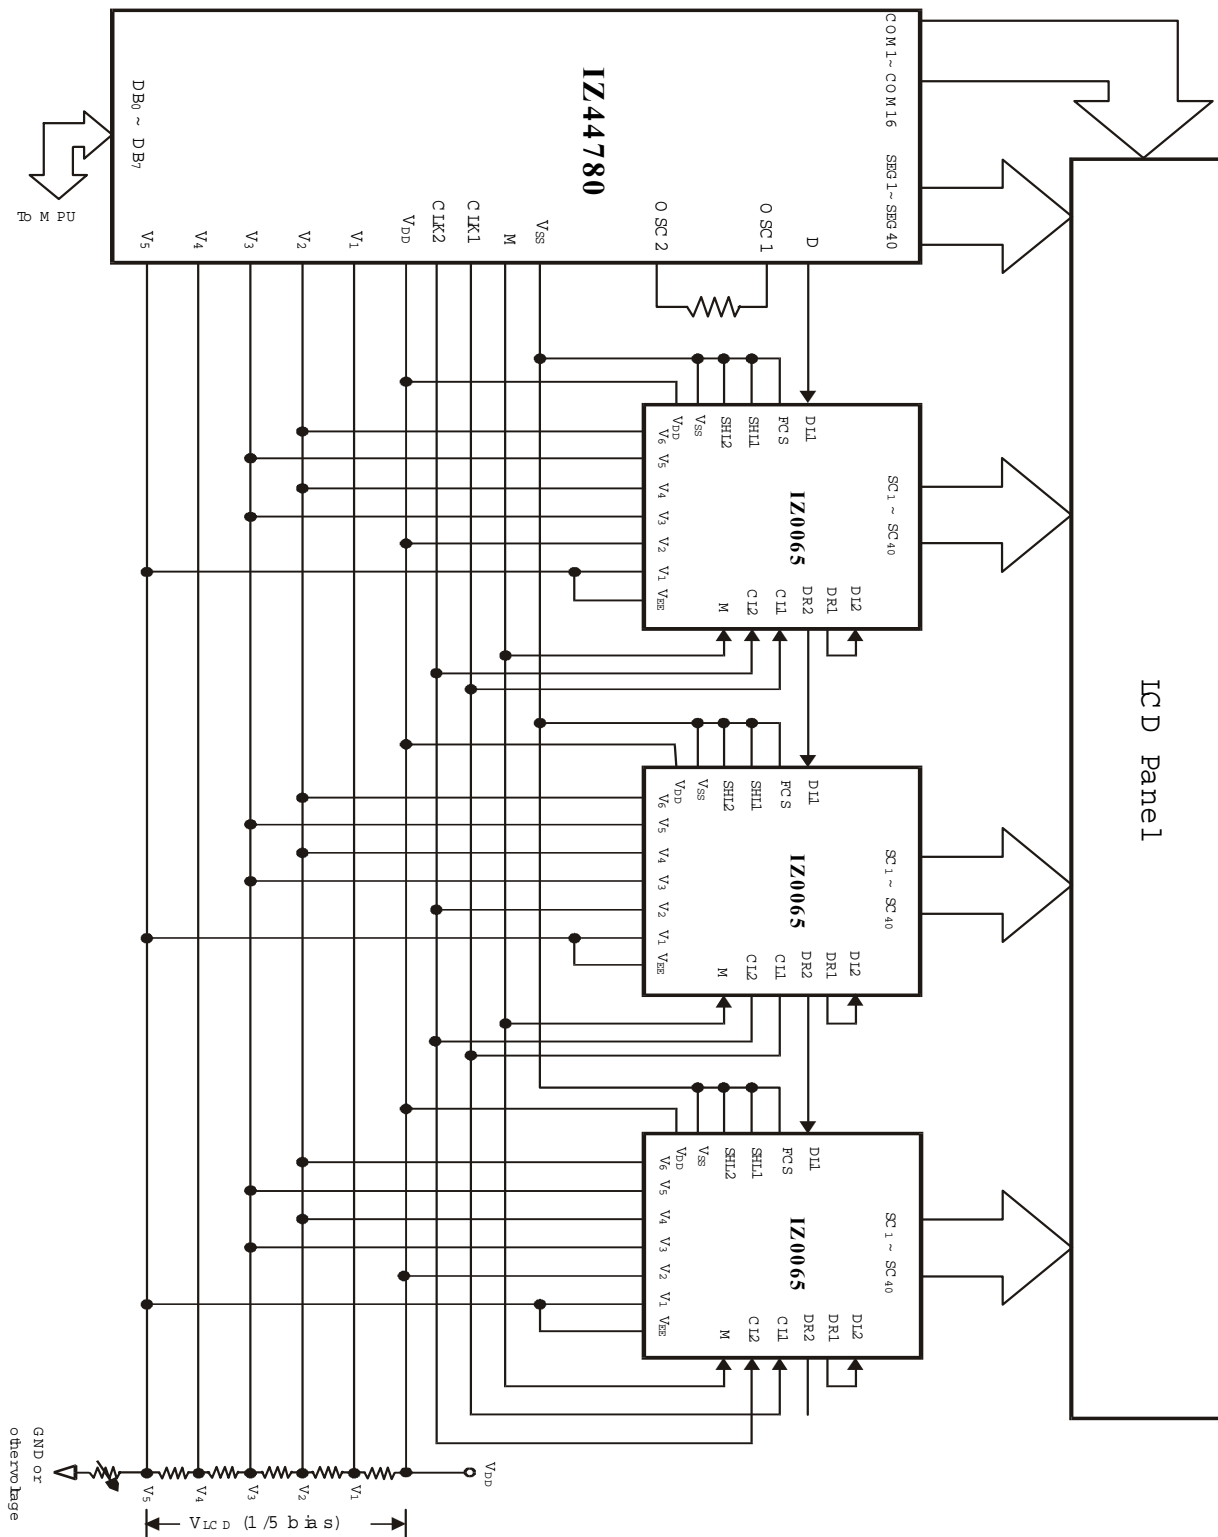 IZ44780
COM1~COM16
SEG1~SEG40
DB0 ~ DB7
To MPU
V5
V4
V3
V2
V1
VDD
CLK2
CLK1
M
VSS
OSC2
OSC1
D
VDD
VSS
SHL2
SHL1
FCS
DL1
V6
V5
V4
V3
V2
V1
VEE
IZ0065
SC1 ~ SC40
M
CL2
CL1
DR2
DR1
DL2
VDD
VSS
SHL2
SHL1
FCS
DL1
V6
V5
V4
V3
V2
V1
VEE
IZ0065
SC1 ~ SC40
M
CL2
CL1
DR2
DR1
DL2
VDD
VSS
SHL2
SHL1
FCS
DL1
V6
V5
V4
V3
V2
V1
VEE
IZ0065
SC1 ~ SC40
M
CL2
CL1
DR2
DR1
DL2
LCD Panel
GND or
other voltage
V5
V4
V3
V2
V1
VDD
VLCD (1/5 bias)